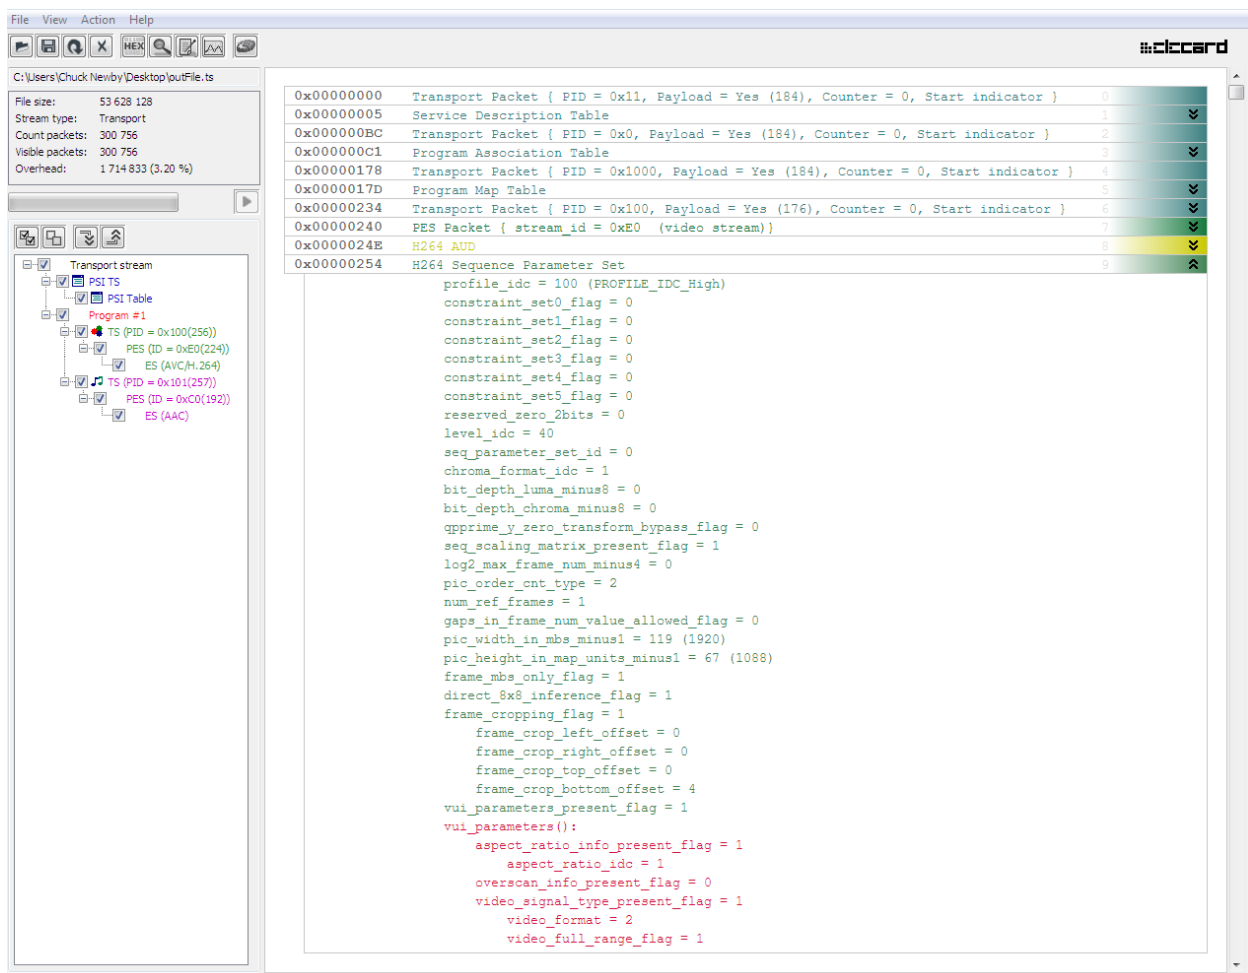 File View Action Help
HEX
elecard
C:\Users\Chuck Newby\Desktop\outFile.ts
File size: 53 628 128
Stream type: Transport
Count packets: 300 756
Visible packets: 300 756
Overhead: 1 714 833 (3.20 %)
Transport stream
PSI TS
PSI Table
Program #1
TS (PID = 0x100(256))
PES (ID = 0xE0(224))
ES (AVC/H.264)
TS (PID = 0x101(257))
PES (ID = 0xC0(192))
ES (AAC)
0x00000000 Transport Packet { PID = 0x11, Payload = Yes (184), Counter = 0, Start indicator } 0
0x00000005 Service Description Table 1
0x000000BC Transport Packet { PID = 0x0, Payload = Yes (184), Counter = 0, Start indicator } 2
0x000000C1 Program Association Table 3
0x00000178 Transport Packet { PID = 0x1000, Payload = Yes (184), Counter = 0, Start indicator } 4
0x0000017D Program Map Table 5
0x00000234 Transport Packet { PID = 0x100, Payload = Yes (176), Counter = 0, Start indicator } 6
0x00000240 PES Packet { stream_id = 0xE0 (video stream)} 7
0x0000024E H264 AUD 8
0x00000254 H264 Sequence Parameter Set 9
profile_idc = 100 (PROFILE_IDC_High)
constraint_set0_flag = 0
constraint_set1_flag = 0
constraint_set2_flag = 0
constraint_set3_flag = 0
constraint_set4_flag = 0
constraint_set5_flag = 0
reserved_zero_2bits = 0
level_idc = 40
seq_parameter_set_id = 0
chroma_format_idc = 1
bit_depth_luma_minus8 = 0
bit_depth_chroma_minus8 = 0
qpprime_y_zero_transform_bypass_flag = 0
seq_scaling_matrix_present_flag = 1
log2_max_frame_num_minus4 = 0
pic_order_cnt_type = 2
num_ref_frames = 1
gaps_in_frame_num_value_allowed_flag = 0
pic_width_in_mbs_minus1 = 119 (1920)
pic_height_in_map_units_minus1 = 67 (1088)
frame_mbs_only_flag = 1
direct_8x8_inference_flag = 1
frame_cropping_flag = 1
frame_crop_left_offset = 0
frame_crop_right_offset = 0
frame_crop_top_offset = 0
frame_crop_bottom_offset = 4
vui_parameters_present_flag = 1
vui_parameters():
aspect_ratio_info_present_flag = 1
aspect_ratio_idc = 1
overscan_info_present_flag = 0
video_signal_type_present_flag = 1
video_format = 2
video_full_range_flag = 1